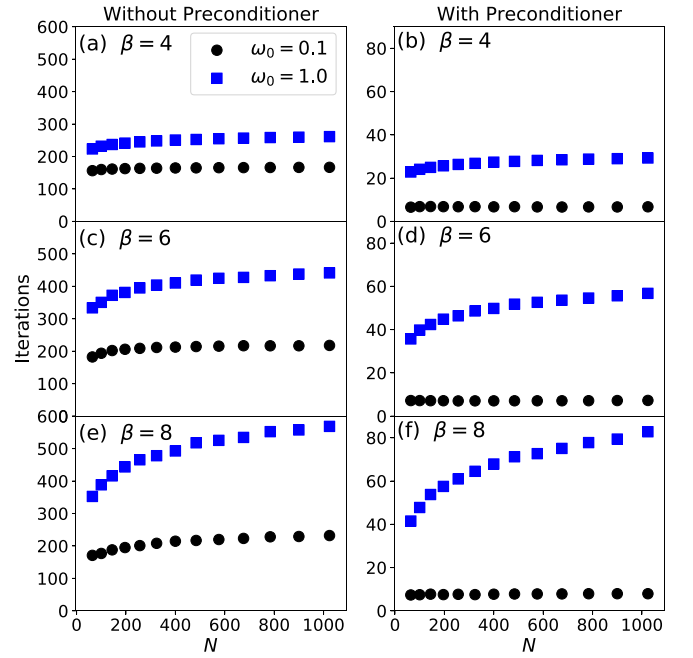 Without Preconditioner
With Preconditioner
600
500
400
300
200
100
0
(a) β = 4
ω₀ = 0.1
ω₀ = 1.0
80
60
40
20
0
(b) β = 4
500
400
300
200
100
0
(c) β = 6
80
60
40
20
0
(d) β = 6
Iterations
600
500
400
300
200
100
0
(e) β = 8
0 200 400 600 800 1000
N
80
60
40
20
0
(f) β = 8
0 200 400 600 800 1000
N